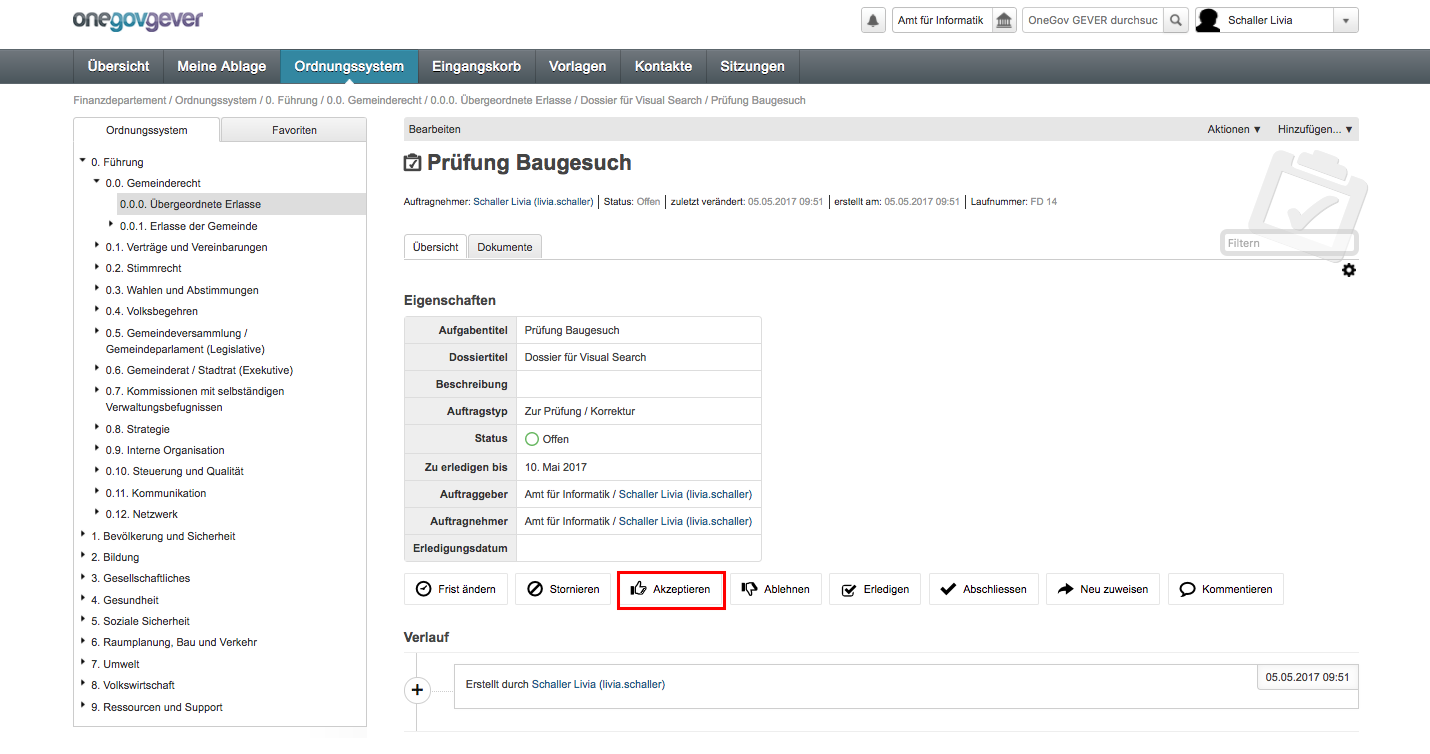 onegovgever
Amt für Informatik
OneGov GEVER durchsuc
Schaller Livia
Übersicht
Meine Ablage
Ordnungssystem
Eingangskorb
Vorlagen
Kontakte
Sitzungen
Finanzdepartement / Ordnungssystem / 0. Führung / 0.0. Gemeinderecht / 0.0.0. Übergeordnete Erlasse / Dossier für Visual Search / Prüfung Baugesuch
Ordnungssystem
Favoriten
0. Führung
0.0. Gemeinderecht
0.0.0. Übergeordnete Erlasse
0.0.1. Erlasse der Gemeinde
0.1. Verträge und Vereinbarungen
0.2. Stimmrecht
0.3. Wahlen und Abstimmungen
0.4. Volksbegehren
0.5. Gemeindeversammlung /
Gemeindeparlament (Legislative)
0.6. Gemeinderat / Stadtrat (Exekutive)
0.7. Kommissionen mit selbständigen
Verwaltungsbefugnissen
0.8. Strategie
0.9. Interne Organisation
0.10. Steuerung und Qualität
0.11. Kommunikation
0.12. Netzwerk
1. Bevölkerung und Sicherheit
2. Bildung
3. Gesellschaftliches
4. Gesundheit
5. Soziale Sicherheit
6. Raumplanung, Bau und Verkehr
7. Umwelt
8. Volkswirtschaft
9. Ressourcen und Support
Bearbeiten
Aktionen ▼
Hinzufügen... ▼
Prüfung Baugesuch
Auftragnehmer: Schaller Livia (livia.schaller) | Status: Offen | zuletzt verändert: 05.05.2017 09:51 | erstellt am: 05.05.2017 09:51 | Laufnummer: FD 14
Übersicht
Dokumente
Filtern
Eigenschaften
Aufgabentitel Prüfung Baugesuch
Dossiertitel Dossier für Visual Search
Beschreibung
Auftragstyp Zur Prüfung / Korrektur
Status Offen
Zu erledigen bis 10. Mai 2017
Auftraggeber Amt für Informatik / Schaller Livia (livia.schaller)
Auftragnehmer Amt für Informatik / Schaller Livia (livia.schaller)
Erledigungsdatum
Frist ändern
Stornieren
Akzeptieren
Ablehnen
Erledigen
Abschliessen
Neu zuweisen
Kommentieren
Verlauf
Erstellt durch Schaller Livia (livia.schaller)
05.05.2017 09:51